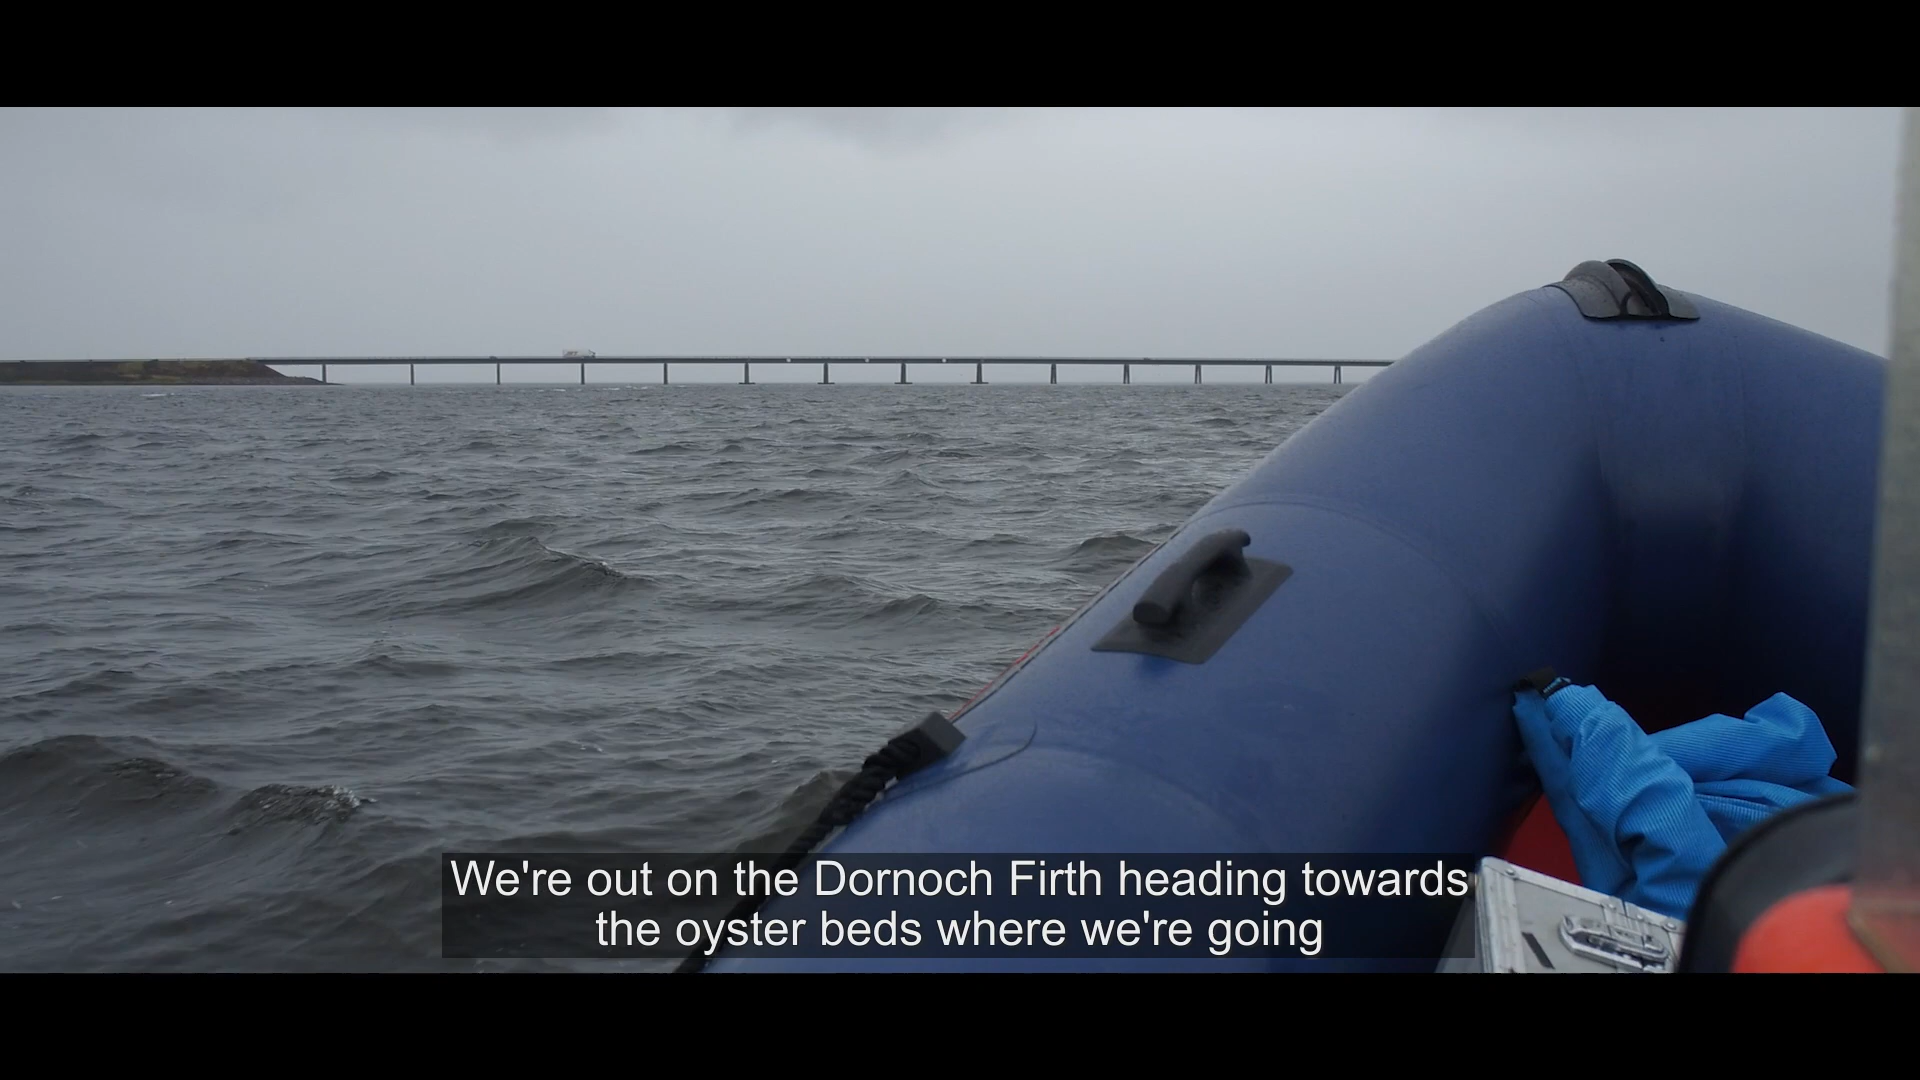 We're out on the Dornoch Firth heading towards
the oyster beds where we're going